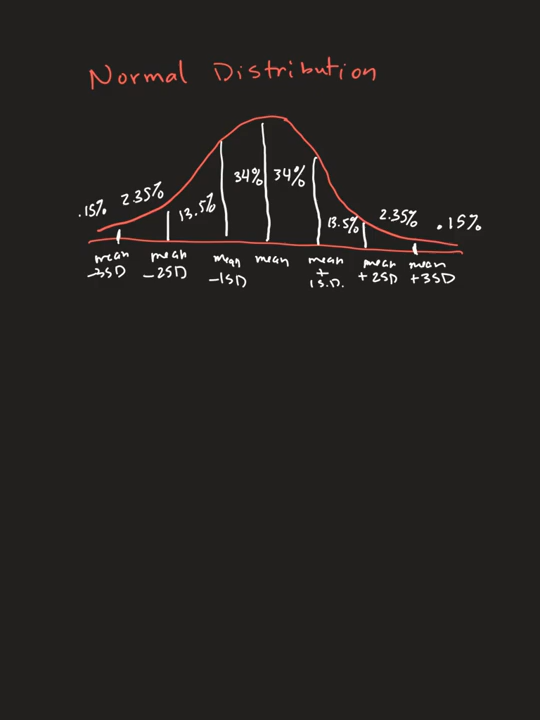 Normal Distribution
34% 34%
.15% 2.35% 13.5% 13.5% 2.35% .15%
mean mean mean mean mean mean mean
-3SD -2SD -1SD + +2SD +3SD
1S.D.